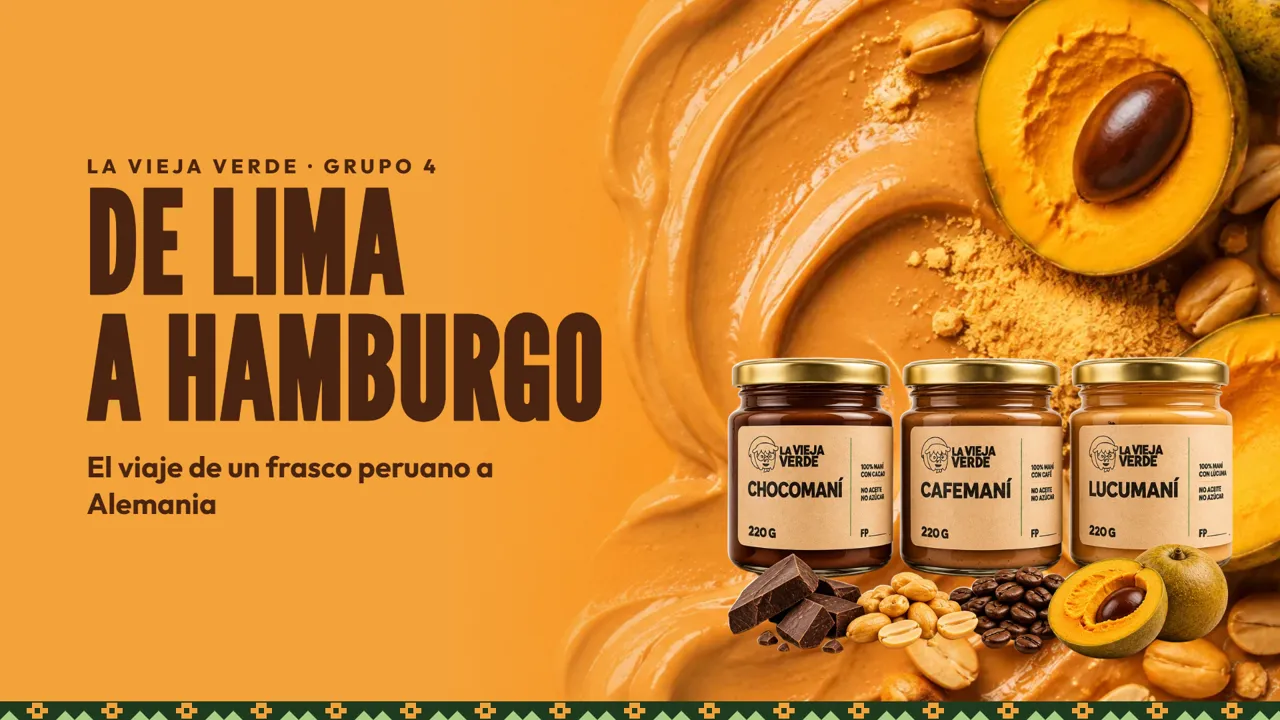 LA VIEJA VERDE · GRUPO 4
DE LIMA
A HAMBURGO
El viaje de un frasco peruano a
Alemania
LA VIEJA
VERDE
CHOCOMANÍ
100% MANÍ
CON CACAO
NO ACEITE
NO AZÚCAR
220 G
FP
LA VIEJA
VERDE
CAFEMANÍ
100% MANÍ
CON CAFÉ
NO ACEITE
NO AZÚCAR
220 G
FP
LA VIEJA
VERDE
LUCUMANÍ
100% MANÍ
CON LÚCUMA
NO ACEITE
NO AZÚCAR
220 G
FP